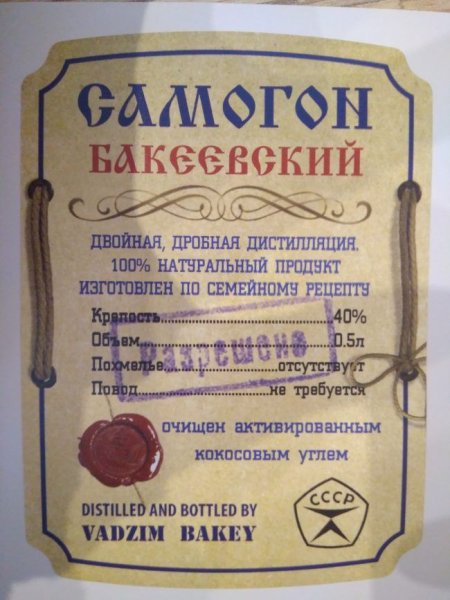 САМОГОН
БАКЕЕВСКИЙ
ДВОЙНАЯ, ДРОБНАЯ ДИСТИЛЛЯЦИЯ.
100% НАТУРАЛЬНЫЙ ПРОДУКТ
ИЗГОТОВЛЕН ПО СЕМЕЙНОМУ РЕЦЕПТУ
Крепость..............................40%
Объем..................................0.5л
Похмелье......................отсутствует
Повод.........................не требуется
Разрешено
очищен активированным
кокосовым углем
DISTILLED AND BOTTLED BY
VADZIM BAKEY
СССР